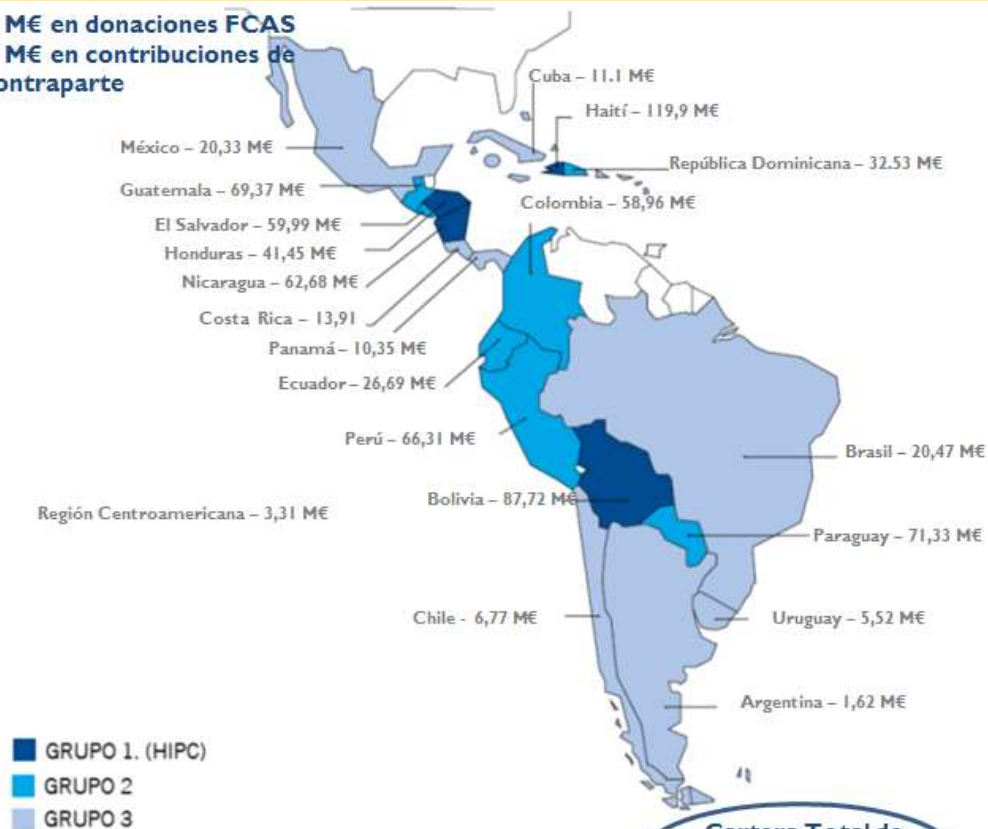 M€ en donaciones FCAS
M€ en contribuciones de
ontraparte
Cuba – 11.1 M€
Haití – 119,9 M€
México – 20,33 M€
República Dominicana – 32.53 M€
Guatemala – 69,37 M€
Colombia – 58,96 M€
El Salvador – 59,99 M€
Honduras – 41,45 M€
Nicaragua – 62,68 M€
Costa Rica – 13,91
Panamá – 10,35 M€
Ecuador – 26,69 M€
Perú – 66,31 M€
Brasil – 20,47 M€
Bolivia – 87,72 M€
Región Centroamericana – 3,31 M€
Paraguay – 71,33 M€
Chile - 6,77 M€
Uruguay – 5,52 M€
Argentina – 1,62 M€
GRUPO 1. (HIPC)
GRUPO 2
GRUPO 3
Cartera Total de